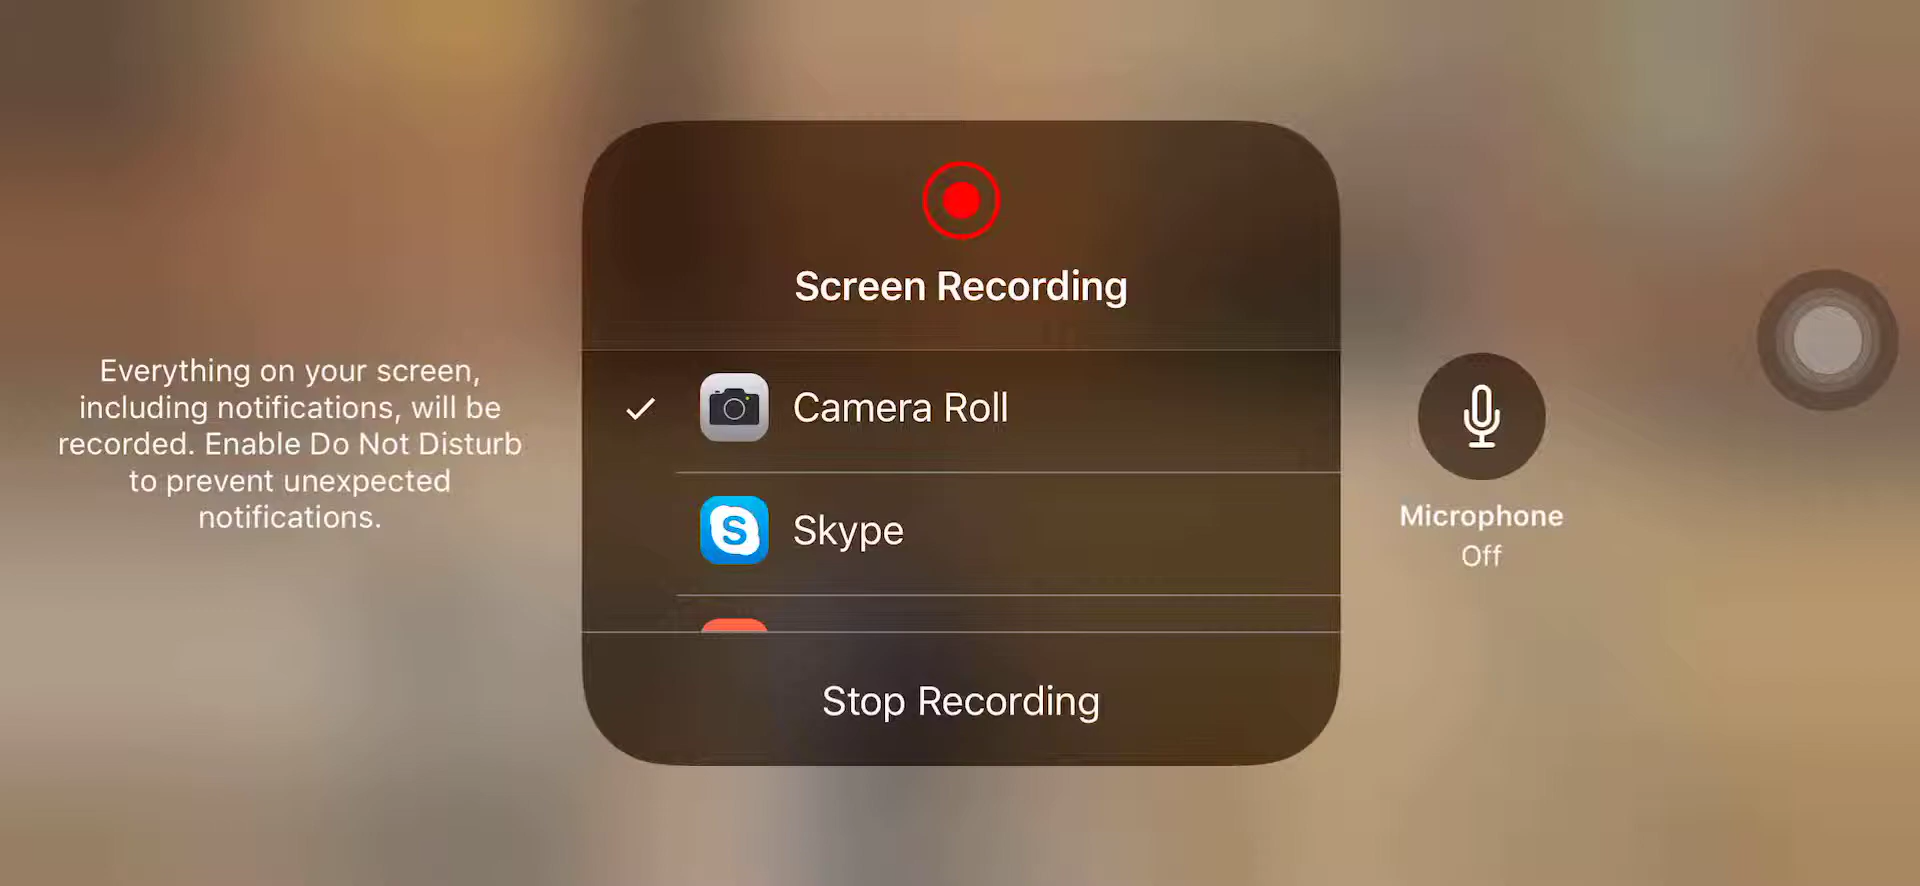 Everything on your screen,
including notifications, will be
recorded. Enable Do Not Disturb
to prevent unexpected
notifications.
Screen Recording
Camera Roll
S
Skype
Stop Recording
Microphone
Off